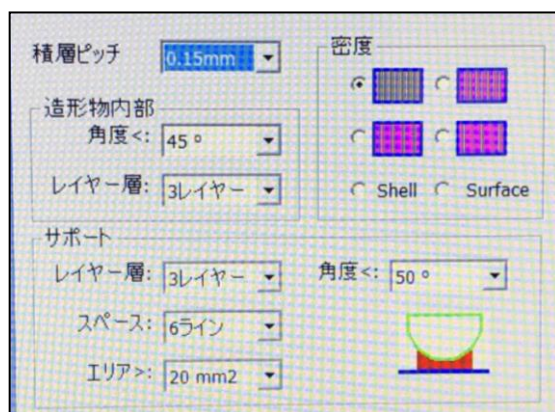 積層ピッチ 0.15mm
造形物内部
角度<: 45 °
レイヤー層: 3レイヤー
密度
Shell Surface
サポート
レイヤー層: 3レイヤー
スペース: 6ライン
エリア>: 20 mm2
角度<: 50 °